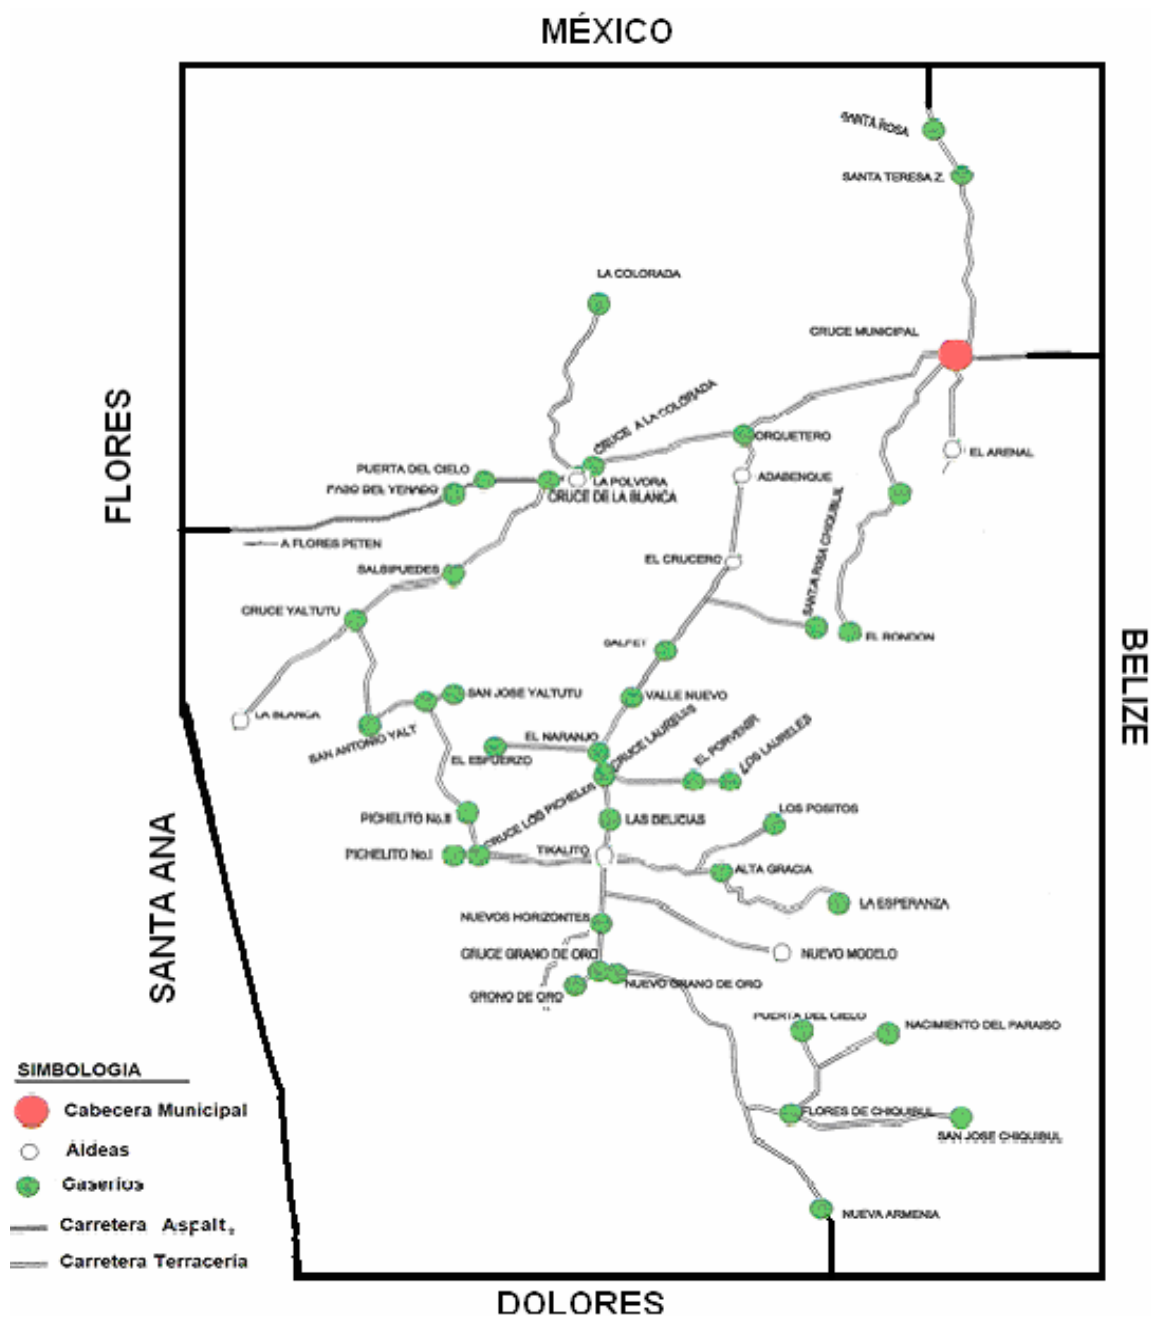 MÉXICO
SANTA ROSA
SANTA TERESA Z.
LA COLORADA
CRUCE MUNICIPAL
CRUCE A LA COLORADA
ORQUETERO
EL ARENAL
FLORES
PUERTA DEL CIELO
LA POLVORA
ADABENQUE
PASO DEL VENADO
CRUCE DE LA BLANCA
A FLORES PETEN
SANTA ROSA CHIQUIBUL
EL CRUCERO
SALSIPUEDES
CRUCE YALTUTU
EL RONDON
SALPET
BELIZE
SAN JOSE YALTUTU
VALLE NUEVO
LA BLANCA
SAN ANTONIO YALT
EL NARANJO
CRUCE LAURELES
EL PORVENIR
LOS LAURELES
EL ESFUERZO
CRUCE LOS PICHELES
PICHELITO No.II
LAS DELICIAS
LOS POSITOS
PICHELITO No.I
TIKALITO
ALTA GRACIA
SANTA ANA
LA ESPERANZA
NUEVOS HORIZONTES
CRUCE GRANO DE ORO
NUEVO MODELO
NUEVO GRANO DE ORO
GRONO DE ORO
PUERTA DEL CIELO
NACIMIENTO DEL PARAISO
FLORES DE CHIQUIBUL
SAN JOSE CHIQUIBUL
NUEVA ARMENIA
SIMBOLOGIA
Cabecera Municipal
Aldeas
Caseríos
Carretera Aspalt.
Carretera Terracería
DOLORES